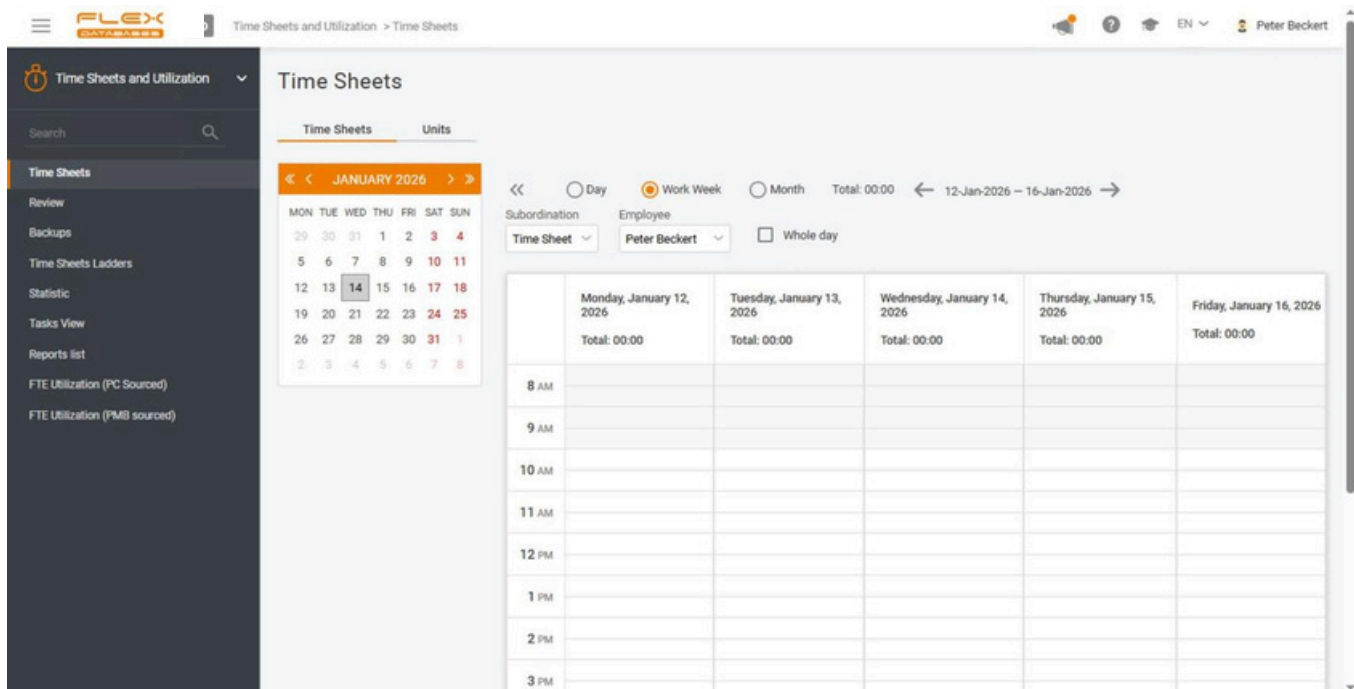 FLEX
DATABASES
Time Sheets and Utilization > Time Sheets
EN
Peter Beckert
Time Sheets and Utilization
Search
Time Sheets
Review
Backups
Time Sheets Ladders
Statistic
Tasks View
Reports list
FTE Utilization (PC Sourced)
FTE Utilization (PMB sourced)
Time Sheets
Time Sheets Units
JANUARY 2026
MON TUE WED THU FRI SAT SUN
29 30 31 1 2 3 4
5 6 7 8 9 10 11
12 13 14 15 16 17 18
19 20 21 22 23 24 25
26 27 28 29 30 31 1
2 3 4 5 6 7 8
Day Work Week Month Total: 00:00 12-Jan-2026 — 16-Jan-2026
Subordination Employee
Time Sheet Peter Beckert Whole day
Monday, January 12, 2026
Total: 00:00
Tuesday, January 13, 2026
Total: 00:00
Wednesday, January 14, 2026
Total: 00:00
Thursday, January 15, 2026
Total: 00:00
Friday, January 16, 2026
Total: 00:00
8 AM
9 AM
10 AM
11 AM
12 PM
1 PM
2 PM
3 PM